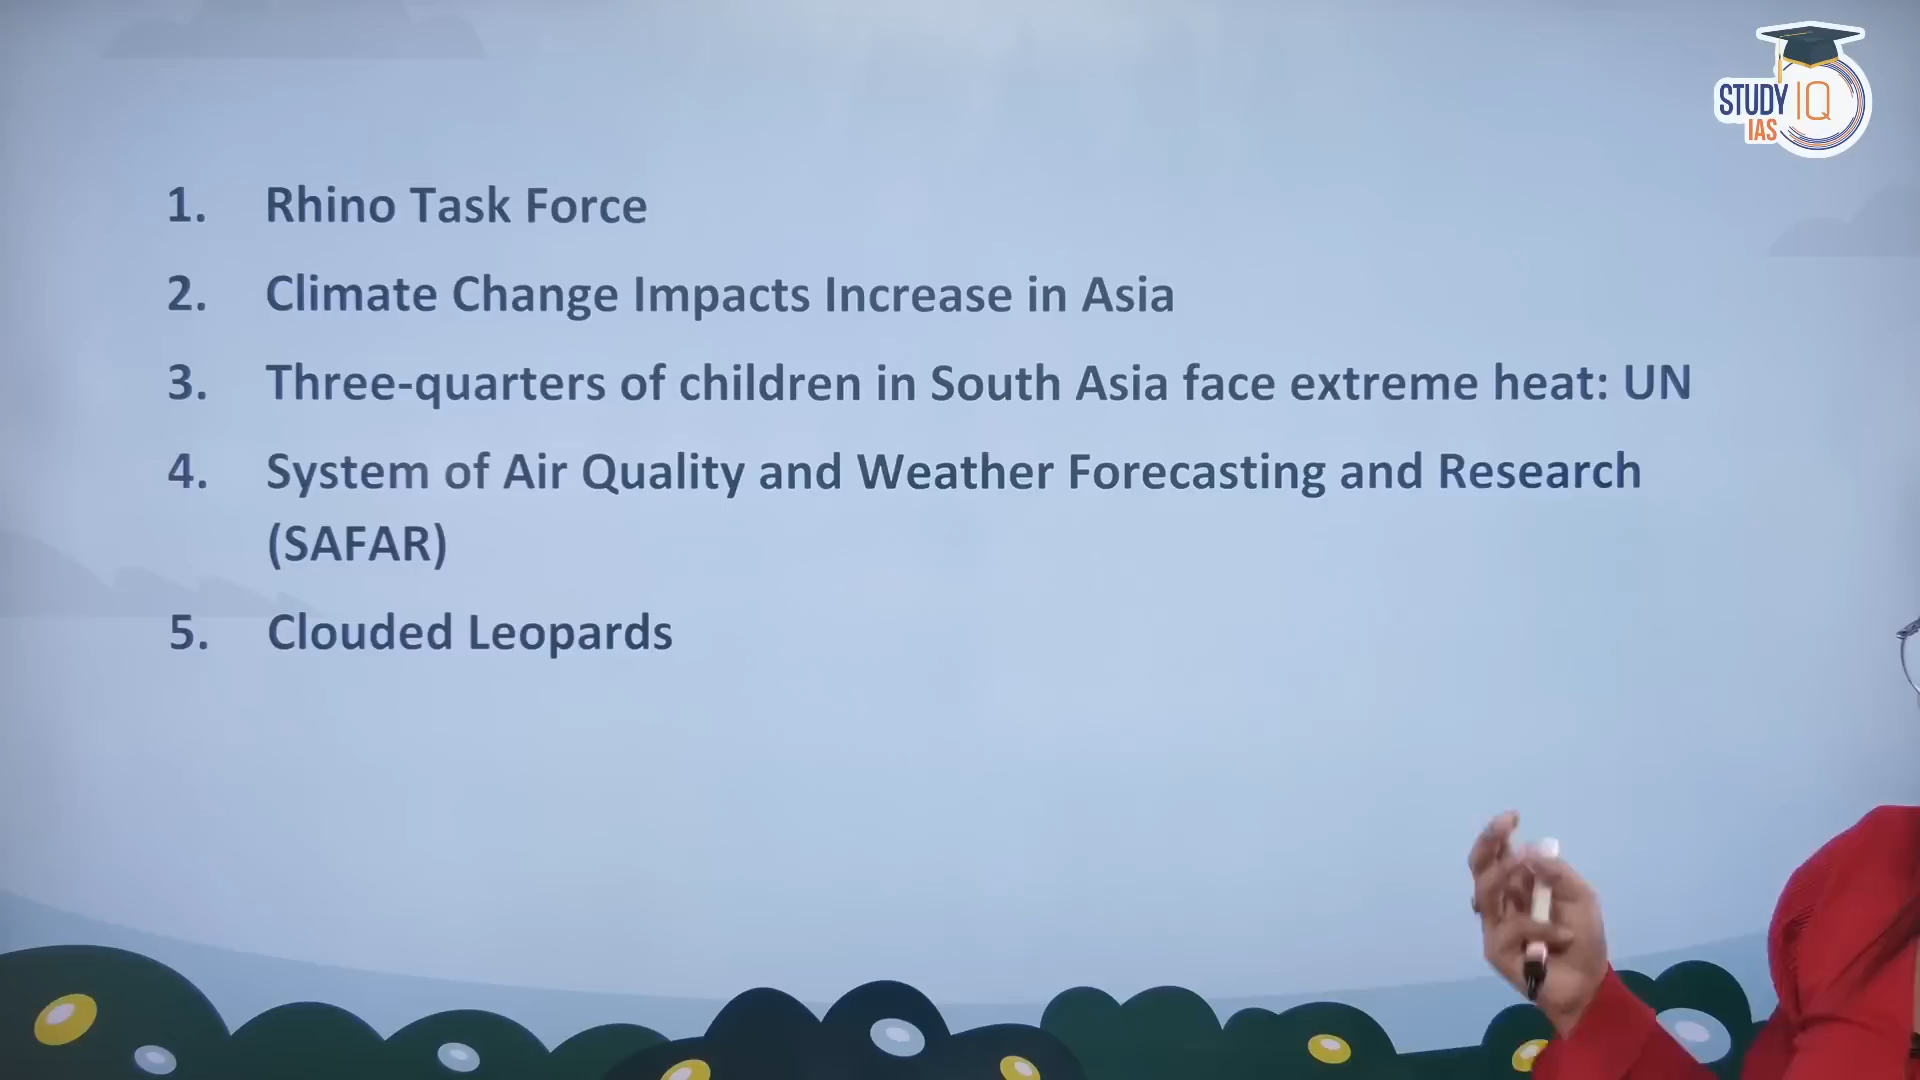 STUDY IQ
IAS
1. Rhino Task Force
2. Climate Change Impacts Increase in Asia
3. Three-quarters of children in South Asia face extreme heat: UN
4. System of Air Quality and Weather Forecasting and Research
(SAFAR)
5. Clouded Leopards